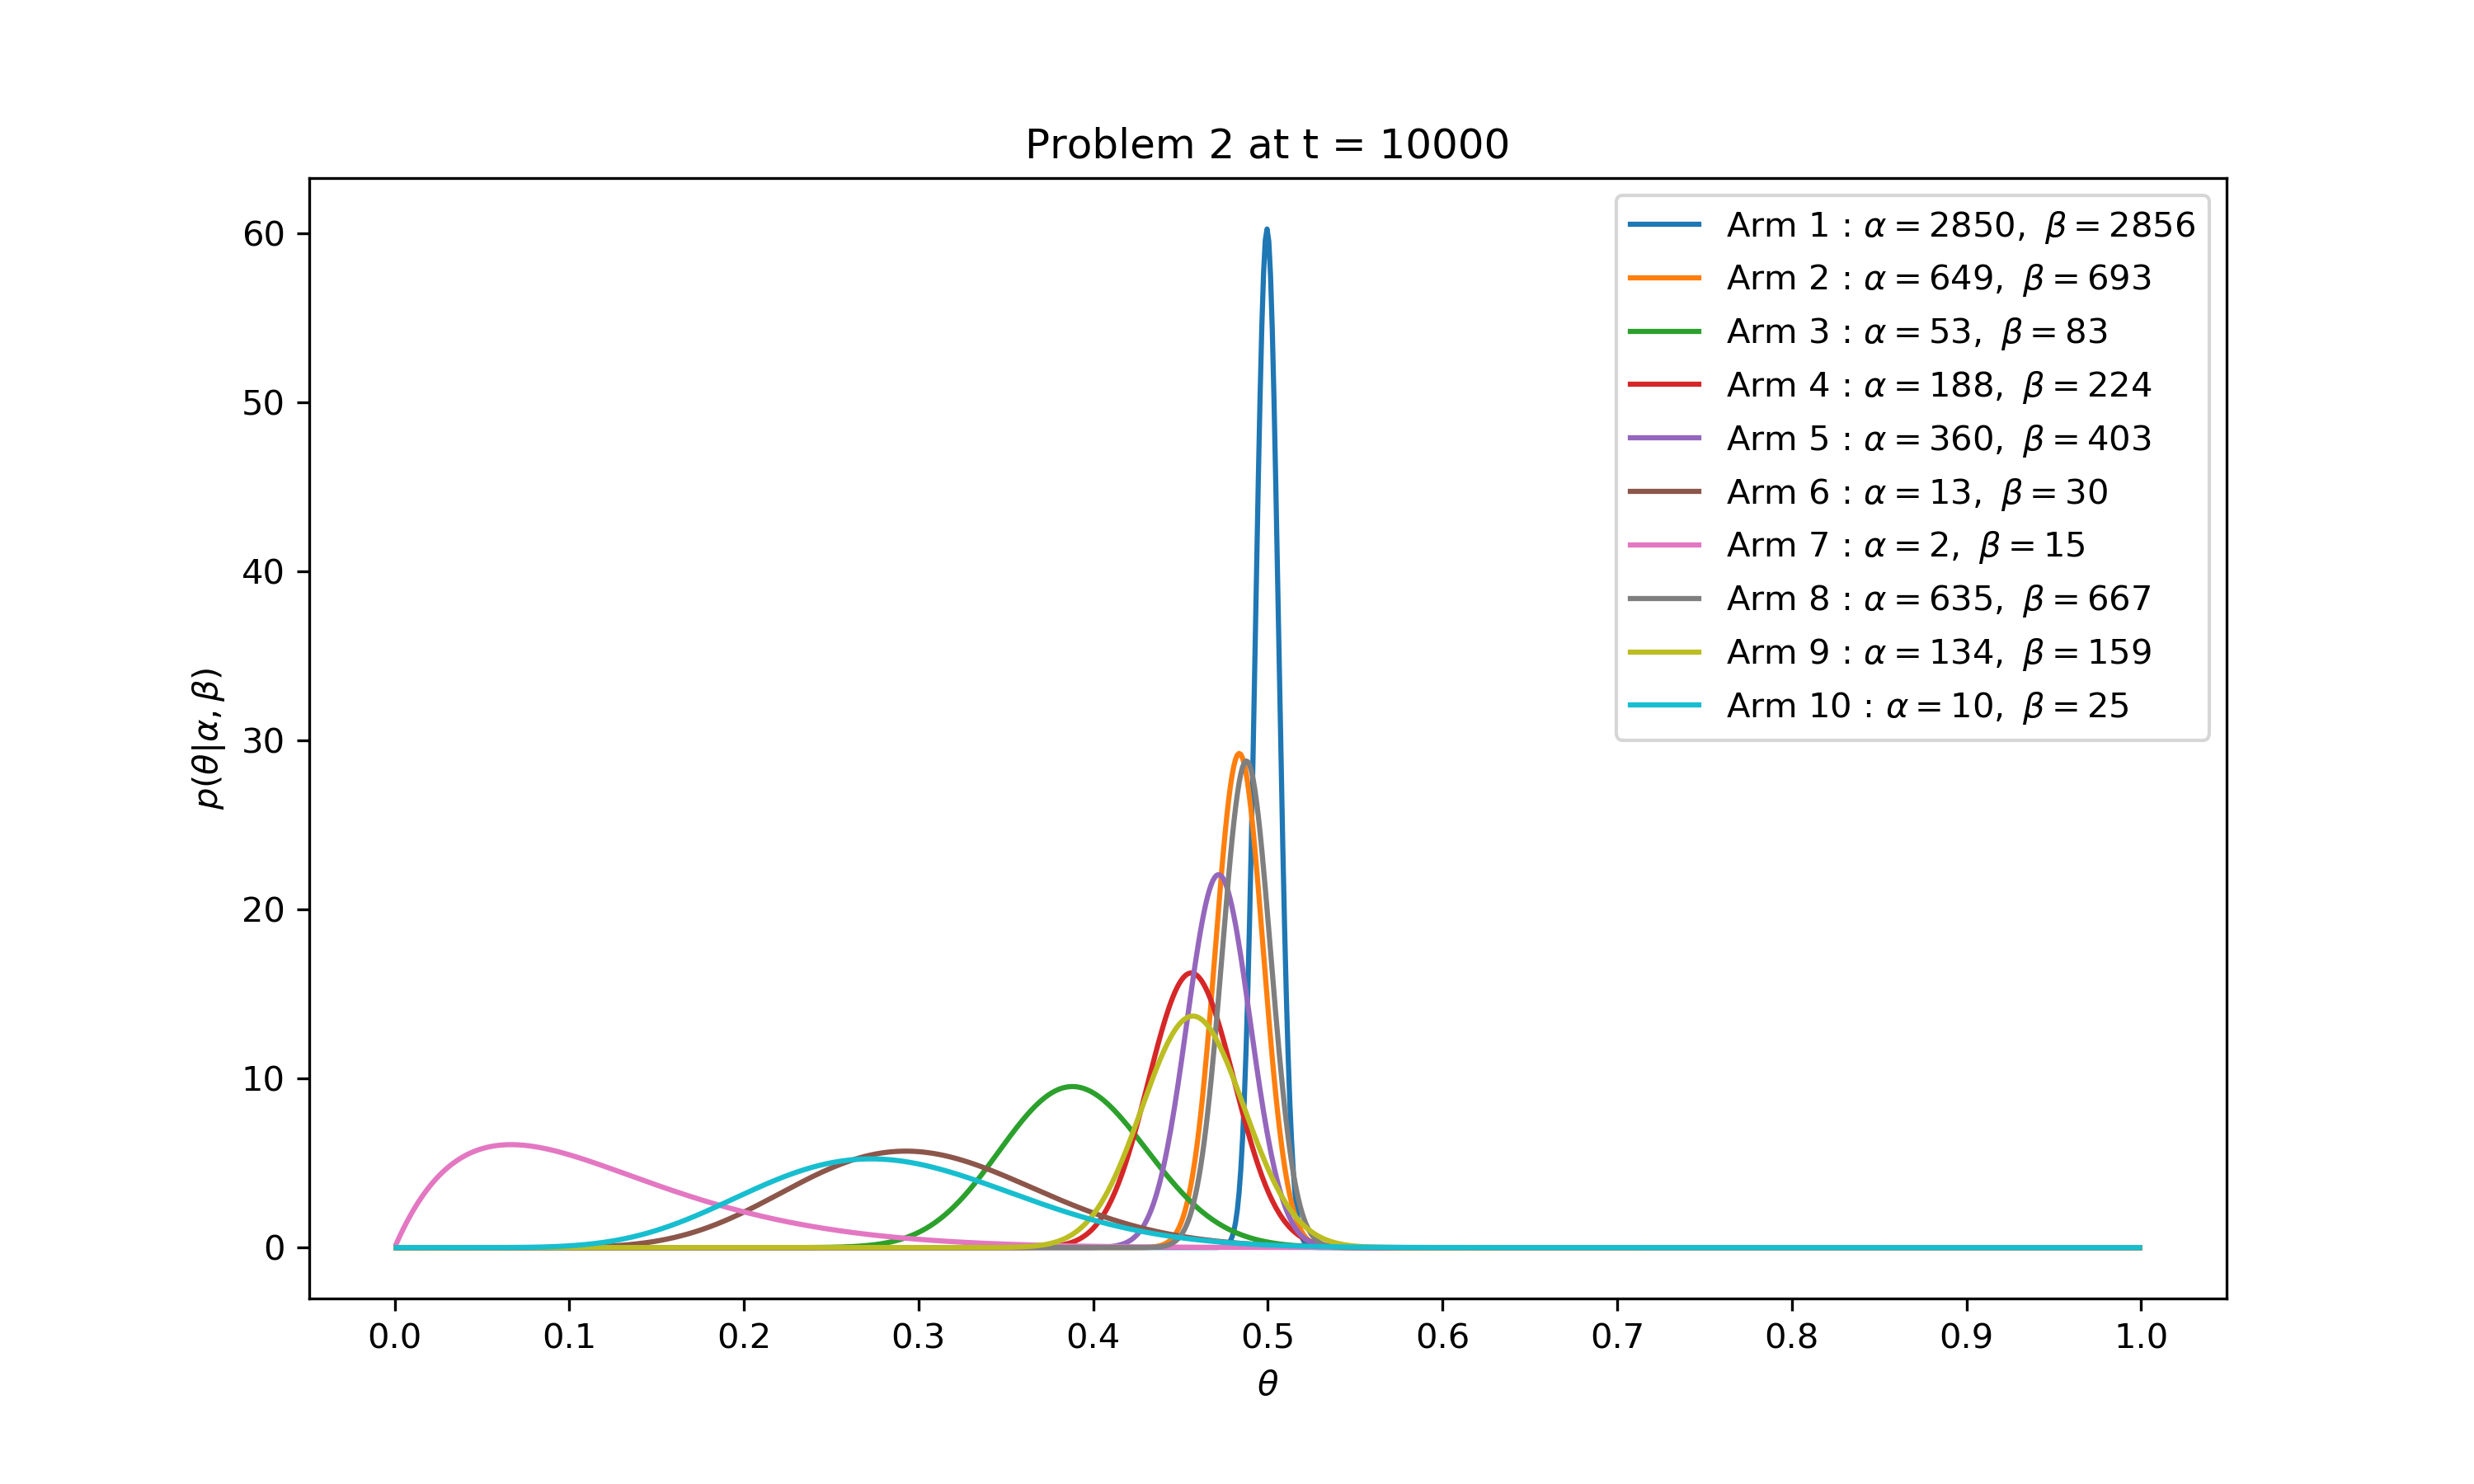 Problem 2 at t = 10000
60
50
40
30
20
10
0
p(θ|α, β)
Arm 1 : α = 2850, β = 2856
Arm 2 : α = 649, β = 693
Arm 3 : α = 53, β = 83
Arm 4 : α = 188, β = 224
Arm 5 : α = 360, β = 403
Arm 6 : α = 13, β = 30
Arm 7 : α = 2, β = 15
Arm 8 : α = 635, β = 667
Arm 9 : α = 134, β = 159
Arm 10 : α = 10, β = 25
0.0 0.1 0.2 0.3 0.4 0.5 0.6 0.7 0.8 0.9 1.0
θ